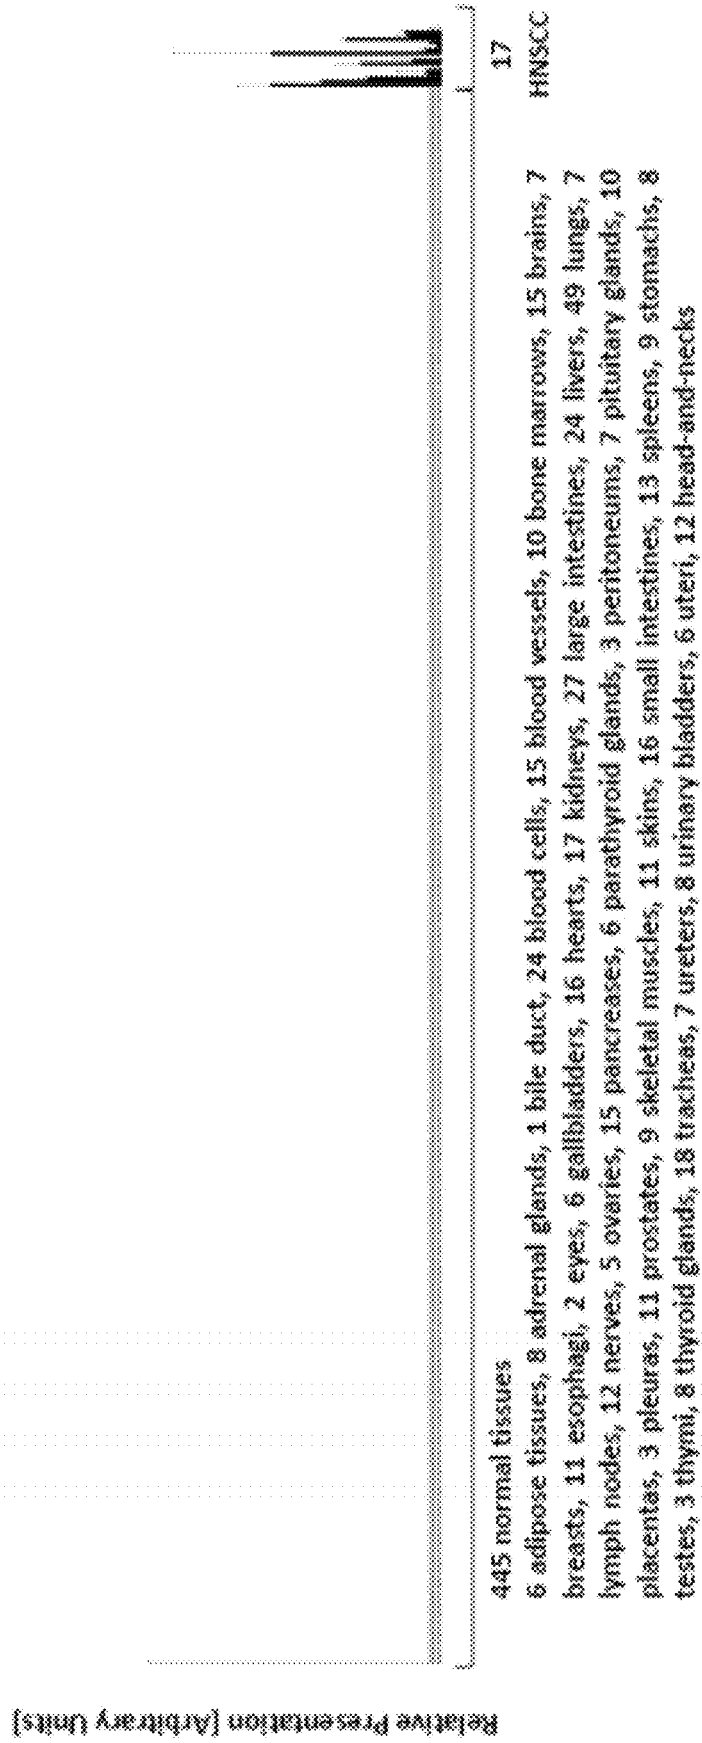 Relative Presentation [Arbitrary Units]
445 normal tissues
17
HNSCC
6 adipose tissues, 8 adrenal glands, 1 bile duct, 24 blood cells, 15 blood vessels, 10 bone marrows, 15 brains, 7
breasts, 11 esophagi, 2 eyes, 6 gallbladders, 16 hearts, 17 kidneys, 27 large intestines, 24 livers, 49 lungs, 7
lymph nodes, 12 nerves, 5 ovaries, 15 pancreases, 6 parathyroid glands, 3 peritoneums, 7 pituitary glands, 10
placentas, 3 pleuras, 11 prostates, 9 skeletal muscles, 11 skins, 16 small intestines, 13 spleens, 9 stomachs, 8
testes, 3 thymi, 8 thyroid glands, 18 tracheas, 7 ureters, 8 urinary bladders, 6 uteri, 12 head-and-necks